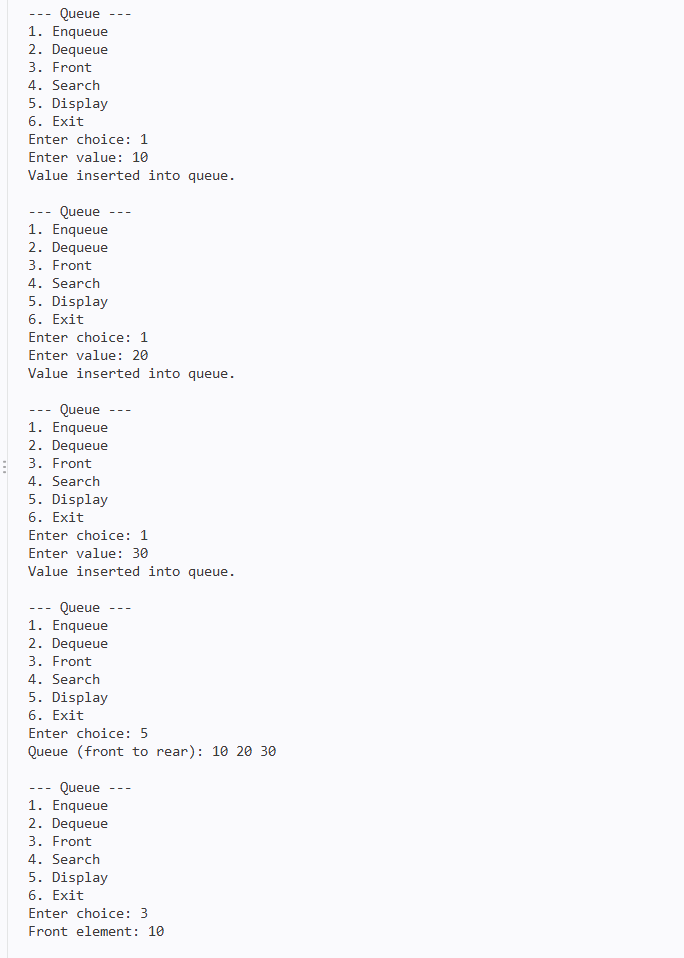 --- Queue ---
1. Enqueue
2. Dequeue
3. Front
4. Search
5. Display
6. Exit
Enter choice: 1
Enter value: 10
Value inserted into queue.
--- Queue ---
1. Enqueue
2. Dequeue
3. Front
4. Search
5. Display
6. Exit
Enter choice: 1
Enter value: 20
Value inserted into queue.
--- Queue ---
1. Enqueue
2. Dequeue
3. Front
4. Search
5. Display
6. Exit
Enter choice: 1
Enter value: 30
Value inserted into queue.
--- Queue ---
1. Enqueue
2. Dequeue
3. Front
4. Search
5. Display
6. Exit
Enter choice: 5
Queue (front to rear): 10 20 30
--- Queue ---
1. Enqueue
2. Dequeue
3. Front
4. Search
5. Display
6. Exit
Enter choice: 3
Front element: 10